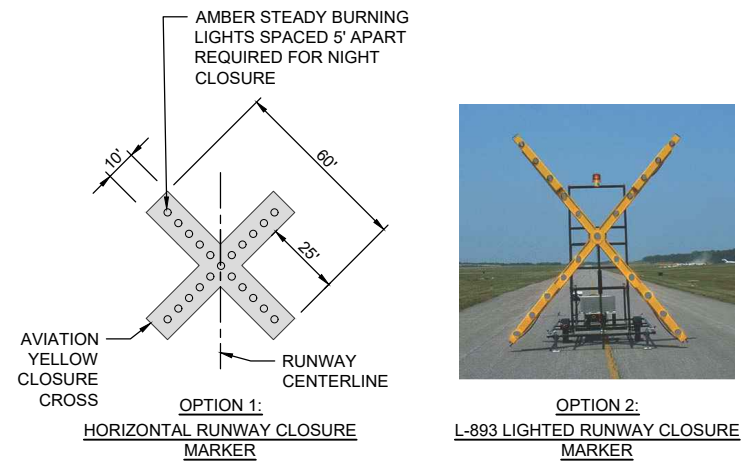 AMBER STEADY BURNING
LIGHTS SPACED 5' APART
REQUIRED FOR NIGHT
CLOSURE
10'
60'
25'
AVIATION
YELLOW
CLOSURE
CROSS
RUNWAY
CENTERLINE
OPTION 1:
HORIZONTAL RUNWAY CLOSURE
MARKER
OPTION 2:
L-893 LIGHTED RUNWAY CLOSURE
MARKER